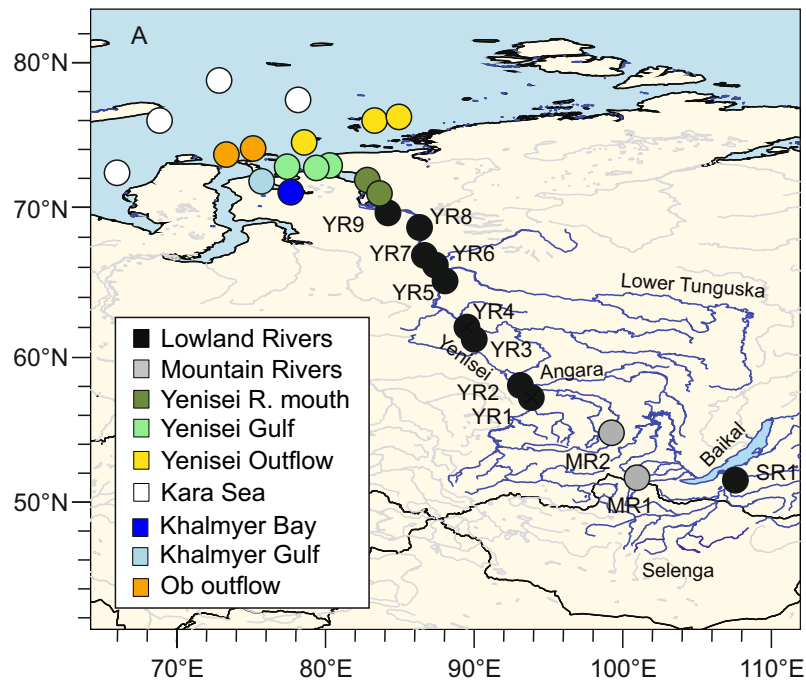 A
80°N
70°N
60°N
50°N
YR9
YR8
YR7
YR6
YR5
YR4
YR3
YR2
YR1
Lower Tunguska
Yenisei
Angara
Baikal
MR2
MR1
SR1
Selenga
Lowland Rivers
Mountain Rivers
Yenisei R. mouth
Yenisei Gulf
Yenisei Outflow
Kara Sea
Khalmyer Bay
Khalmyer Gulf
Ob outflow
70°E
80°E
90°E
100°E
110°E